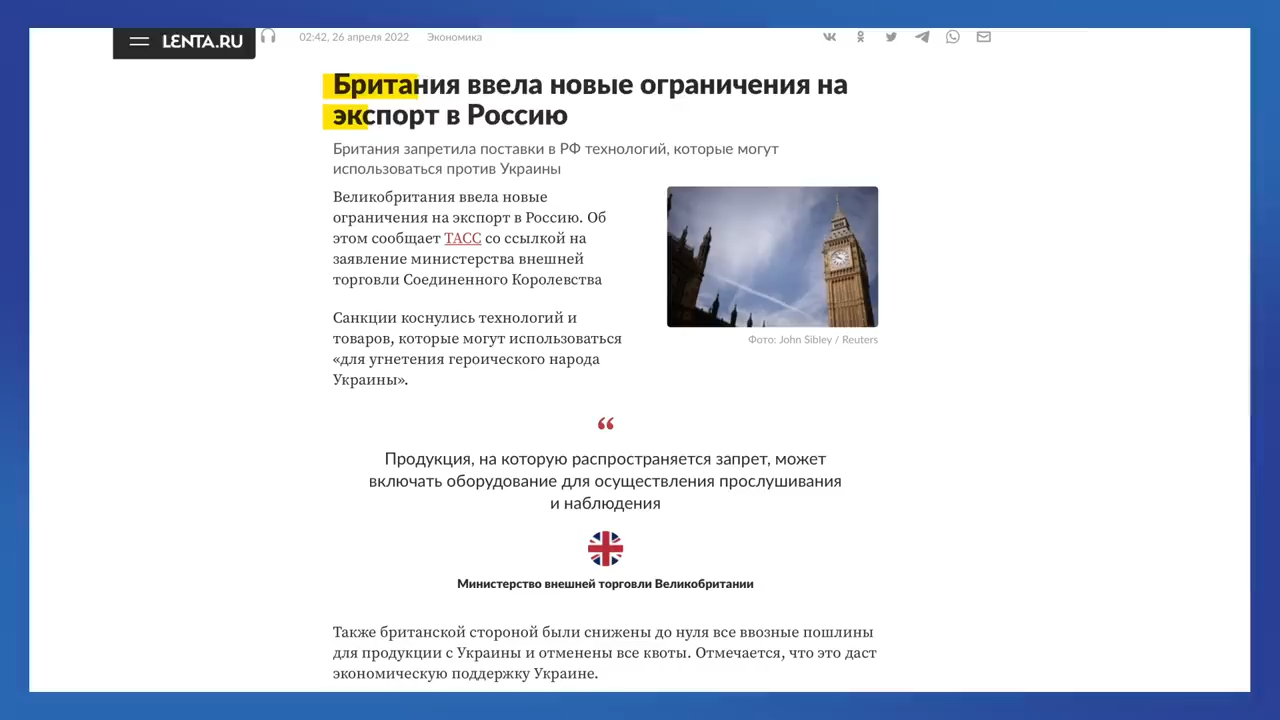 LENTA.RU
02:42, 26 апреля 2022 Экономика
Британия ввела новые ограничения на
экспорт в Россию
Британия запретила поставки в РФ технологий, которые могут
использоваться против Украины
Великобритания ввела новые
ограничения на экспорт в Россию. Об
этом сообщает ТАСС со ссылкой на
заявление министерства внешней
торговли Соединенного Королевства
Фото: John Sibley / Reuters
Санкции коснулись технологий и
товаров, которые могут использоваться
«для угнетения героического народа
Украины».
“
Продукция, на которую распространяется запрет, может
включать оборудование для осуществления прослушивания
и наблюдения
Министерство внешней торговли Великобритании
Также британской стороной были снижены до нуля все ввозные пошлины
для продукции с Украины и отменены все квоты. Отмечается, что это даст
экономическую поддержку Украине.